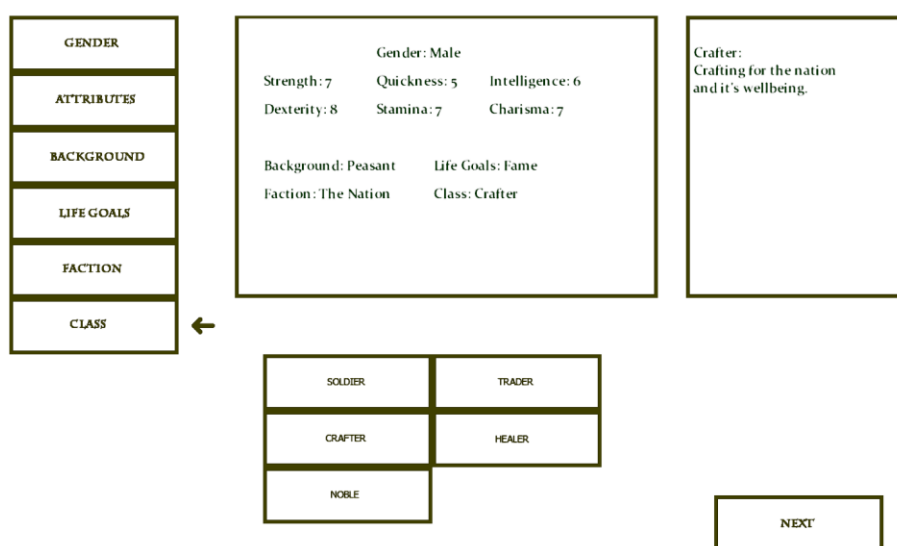 GENDER
ATTRIBUTES
BACKGROUND
LIFE GOALS
FACTION
CLASS
Gender: Male
Strength: 7 Quickness: 5 Intelligence: 6
Dexterity: 8 Stamina: 7 Charisma: 7
Background: Peasant Life Goals: Fame
Faction: The Nation Class: Crafter
Crafter:
Crafting for the nation
and it's wellbeing.
SOLDIER TRADER
CRAFTER HEALER
NOBLE
NEXT